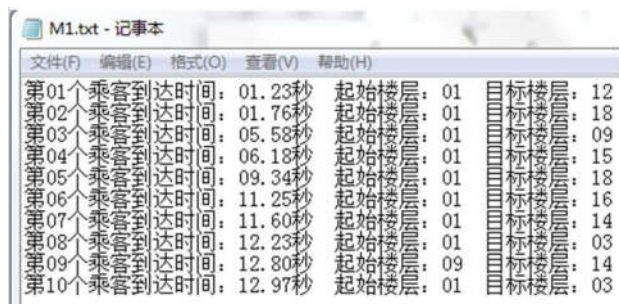 M1.txt - 记事本
文件(F) 编辑(E) 格式(O) 查看(V) 帮助(H)
第01个乘客到达时间：01.23秒 起始楼层：01 目标楼层：12
第02个乘客到达时间：01.76秒 起始楼层：01 目标楼层：18
第03个乘客到达时间：05.58秒 起始楼层：01 目标楼层：09
第04个乘客到达时间：06.18秒 起始楼层：01 目标楼层：15
第05个乘客到达时间：09.34秒 起始楼层：01 目标楼层：18
第06个乘客到达时间：11.25秒 起始楼层：01 目标楼层：16
第07个乘客到达时间：11.60秒 起始楼层：01 目标楼层：14
第08个乘客到达时间：12.23秒 起始楼层：01 目标楼层：03
第09个乘客到达时间：12.80秒 起始楼层：09 目标楼层：14
第10个乘客到达时间：12.97秒 起始楼层：01 目标楼层：03